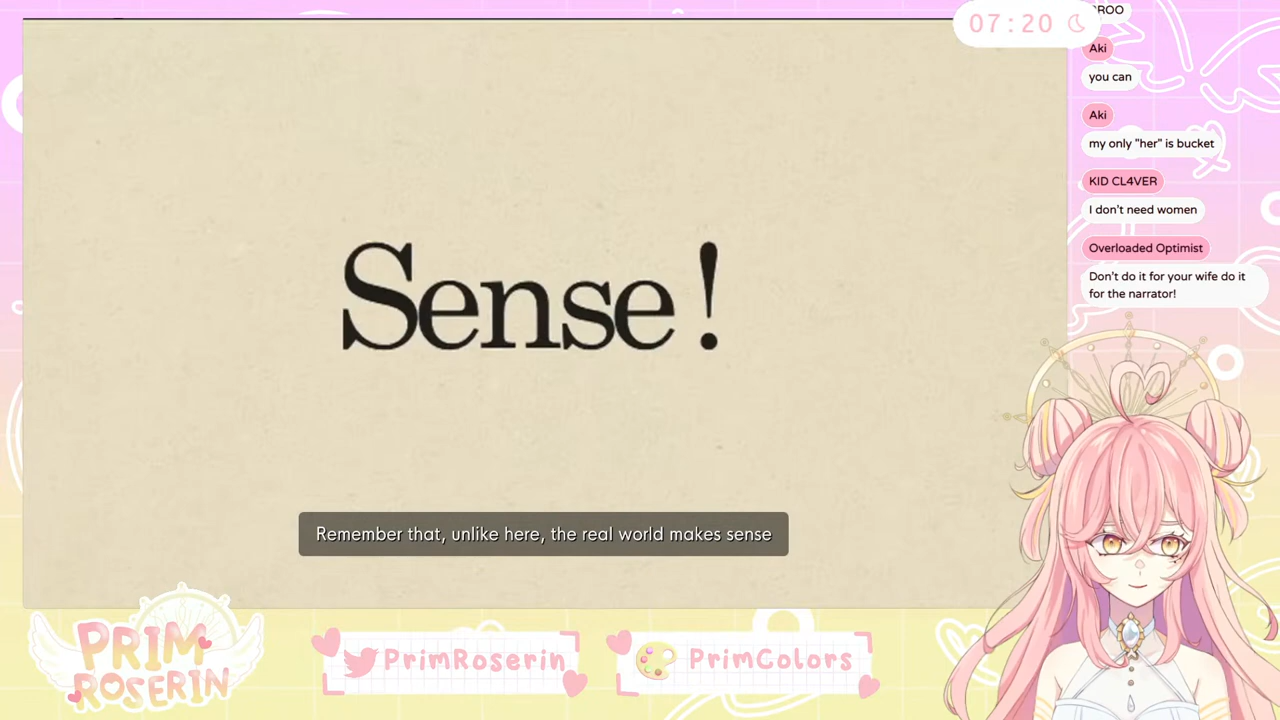 Sense!
Remember that, unlike here, the real world makes sense
07:20
BROO
Aki
you can
Aki
my only "her" is bucket
KID CL4VER
I don't need women
Overloaded Optimist
Don't do it for your wife do it
for the narrator!
PRIM
ROSERIN
PrimRoserin
PrimColors